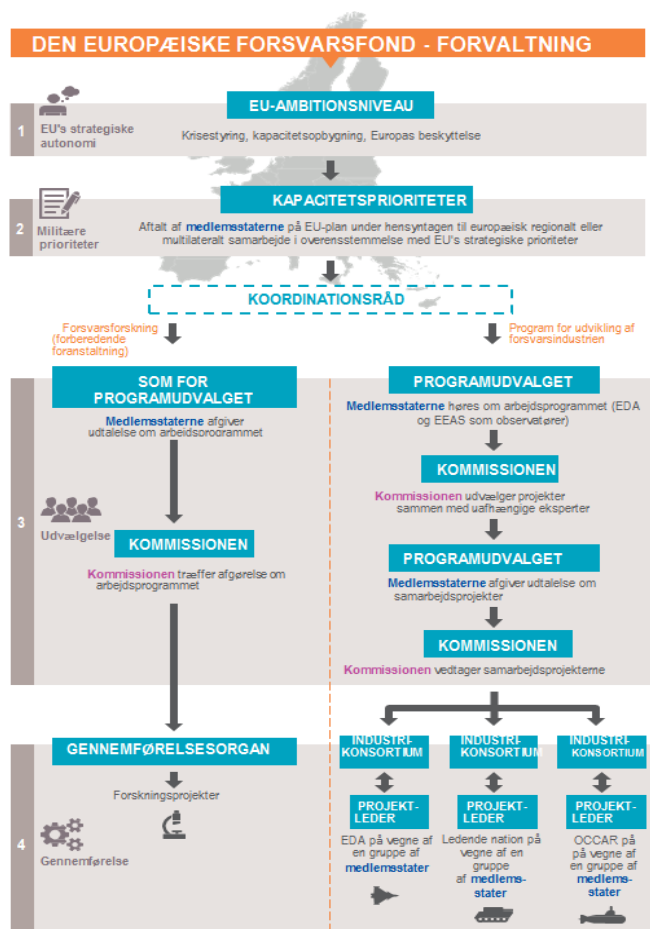 DEN EUROPÆISKE FORSVARSFOND - FORVALTNING
EU-AMBITIONSNIVEAU
1
EU's strategiske
autonomi
Krisestyring, kapacitetsopbygning, Europas beskyttelse
KAPACITETSPRIORITETER
2
Militære
prioriteter
Aftalt af medlemsstaterne på EU-plan under hensyntagen til europæisk regionalt eller
multilateralt samarbejde i overensstemmelse med EU's strategiske prioriteter
KOORDINATIONSRÅD
Forsvarsforskning
(forberedende
foranstaltning)
Program for udvikling af
forsvarsindustrien
3
Udvælgelse
SOM FOR
PROGRAMUDVALGET
Medlemsstaterne afgiver
udtalelse om arbejdsprogrammet
KOMMISSIONEN
Kommissionen træffer afgørelse om
arbejdsprogrammet
PROGRAMUDVALGET
Medlemsstaterne høres om arbejdsprogrammet (EDA
og EEAS som observatører)
KOMMISSIONEN
Kommissionen udvælger projekter
sammen med uafhængige eksperter
PROGRAMUDVALGET
Medlemsstaterne afgiver udtalelse om
samarbejdsprojekter
KOMMISSIONEN
Kommissionen vedtager samarbejdsprojekterne
4
Gennemførelse
GENNEMFØRELSESORGAN
Forskningsprojekter
INDUSTRI-
KONSORTIUM
PROJEKT-
LEDER
EDA på vegne af
en gruppe af
medlemsstater
INDUSTRI-
KONSORTIUM
PROJEKT-
LEDER
Ledende nation på
vegne af en
gruppe
af medlems-
stater
INDUSTRI-
KONSORTIUM
PROJEKT-
LEDER
OCCAR på
på vegne af
en gruppe af
medlems-
stater